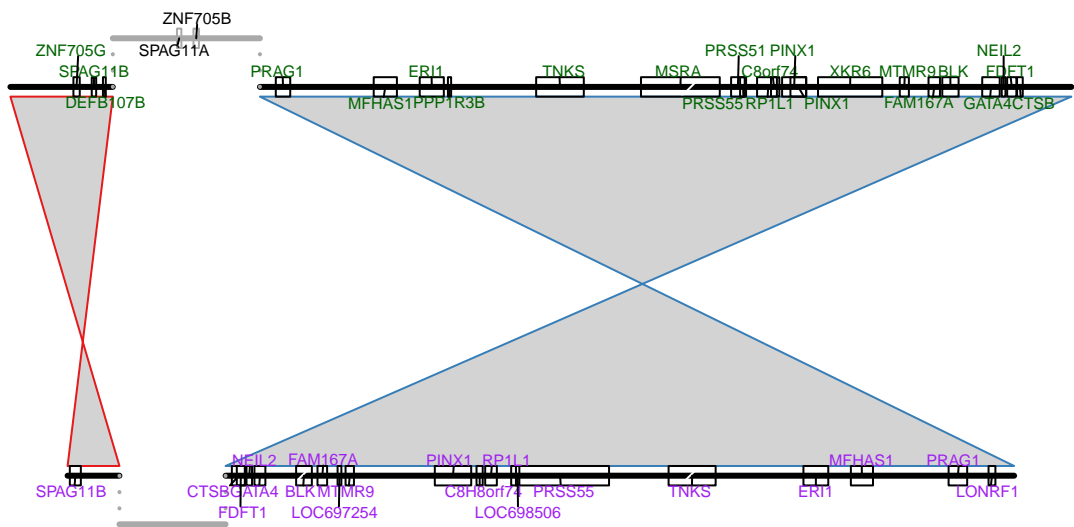 ZNF705B
SPAG11A
ZNF705G
SPAG11B
DEFB107B
PRAG1
MFHAS1
ERI1
PPP1R3B
TNKS
MSRA
PRSS51
PRSS55
C8orf74
RP1L1
PINX1
PINX1
XKR6
MTMR9
FAM167A
BLK
GATA4
NEIL2
FDFT1
CTSB
SPAG11B
CTSB
FDFT1
NEIL2
GATA4
BLK
FAM167A
MTMR9
LOC697254
PINX1
C8H8orf74
RP1L1
LOC698506
PRSS55
TNKS
ERI1
MFHAS1
PRAG1
LONRF1